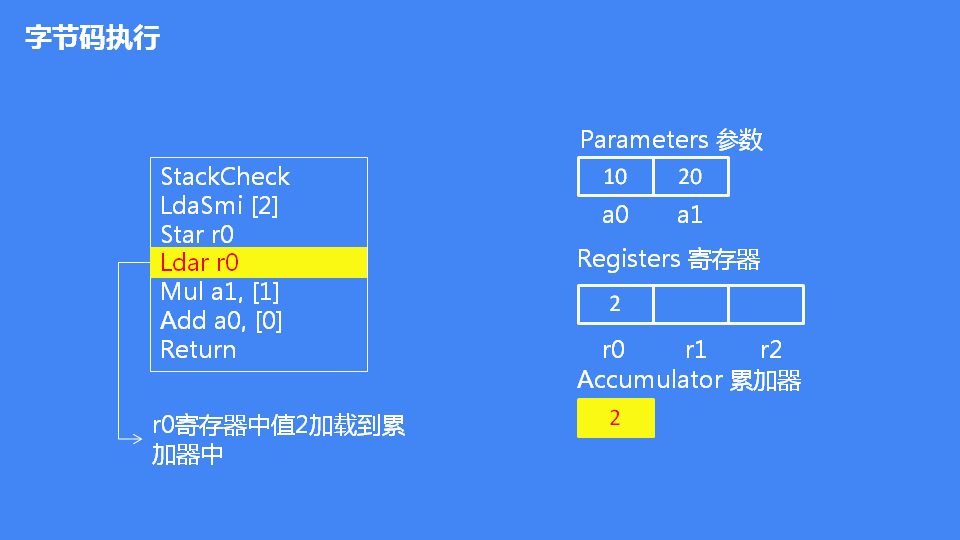 字节码执行
StackCheck
LdaSmi [2]
Star r0
Ldar r0
Mul a1, [1]
Add a0, [0]
Return
r0寄存器中值2加载到累
加器中
Parameters 参数
10 20
a0 a1
Registers 寄存器
2
r0 r1 r2
Accumulator 累加器
2